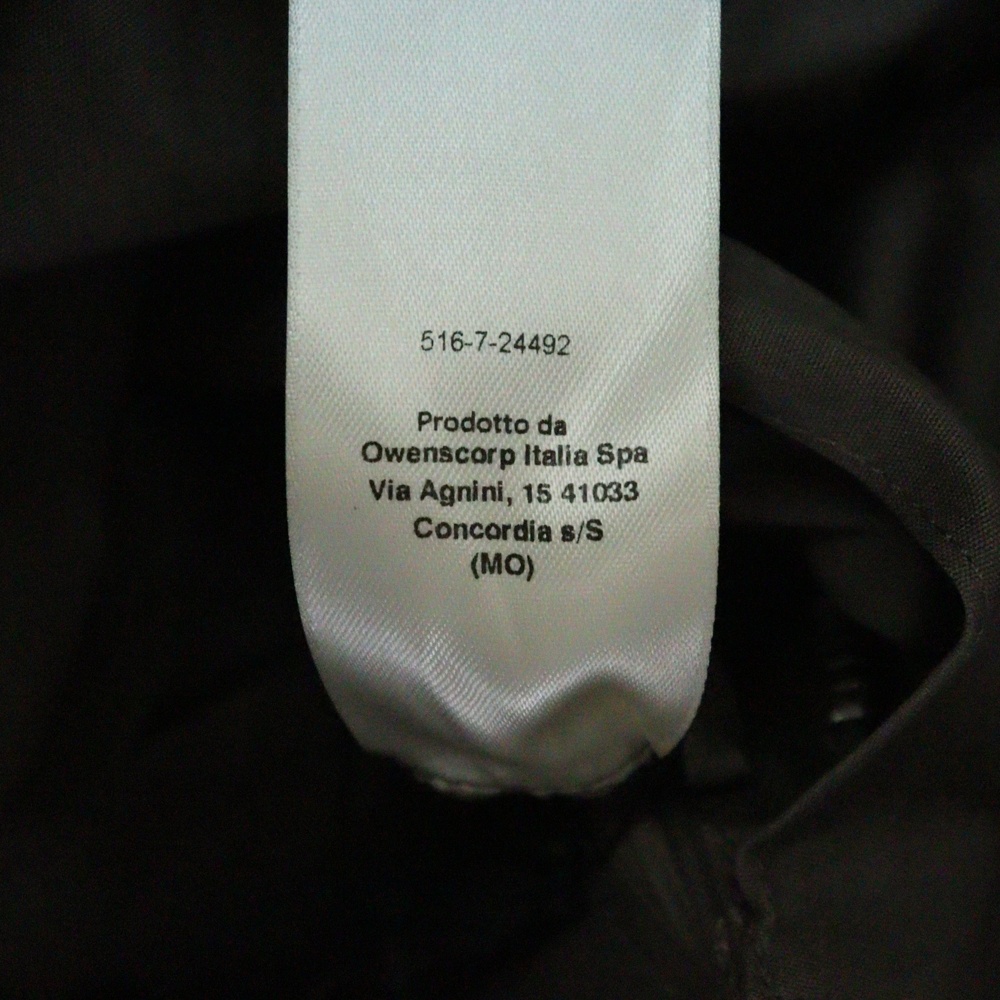 516-7-24492
Prodotto da
Owenscorp Italia Spa
Via Agnini, 15 41033
Concordia s/S
(MO)